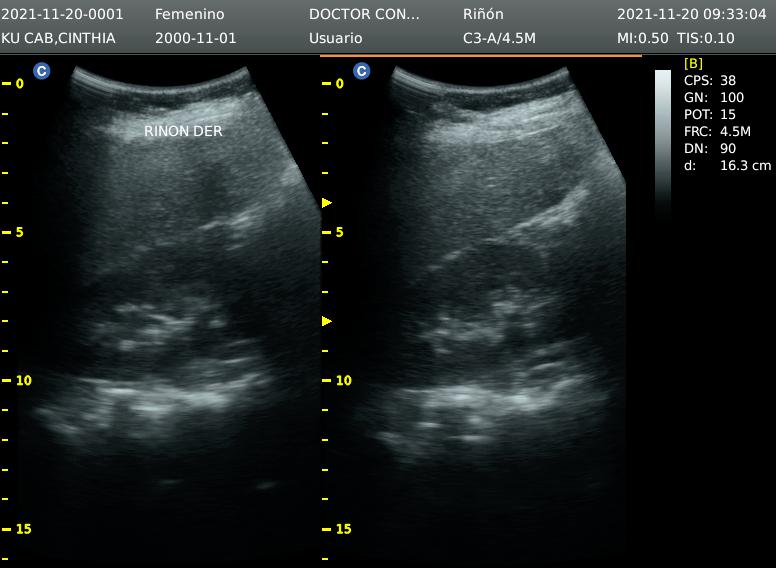 2021-11-20-0001 Femenino DOCTOR CON... Riñón 2021-11-20 09:33:04
KU CAB,CINTHIA 2000-11-01 Usuario C3-A/4.5M MI:0.50 TIS:0.10
C
C
[B]
CPS: 38
GN: 100
POT: 15
FRC: 4.5M
DN: 90
d: 16.3 cm
RINON DER
0
5
10
15
0
5
10
15